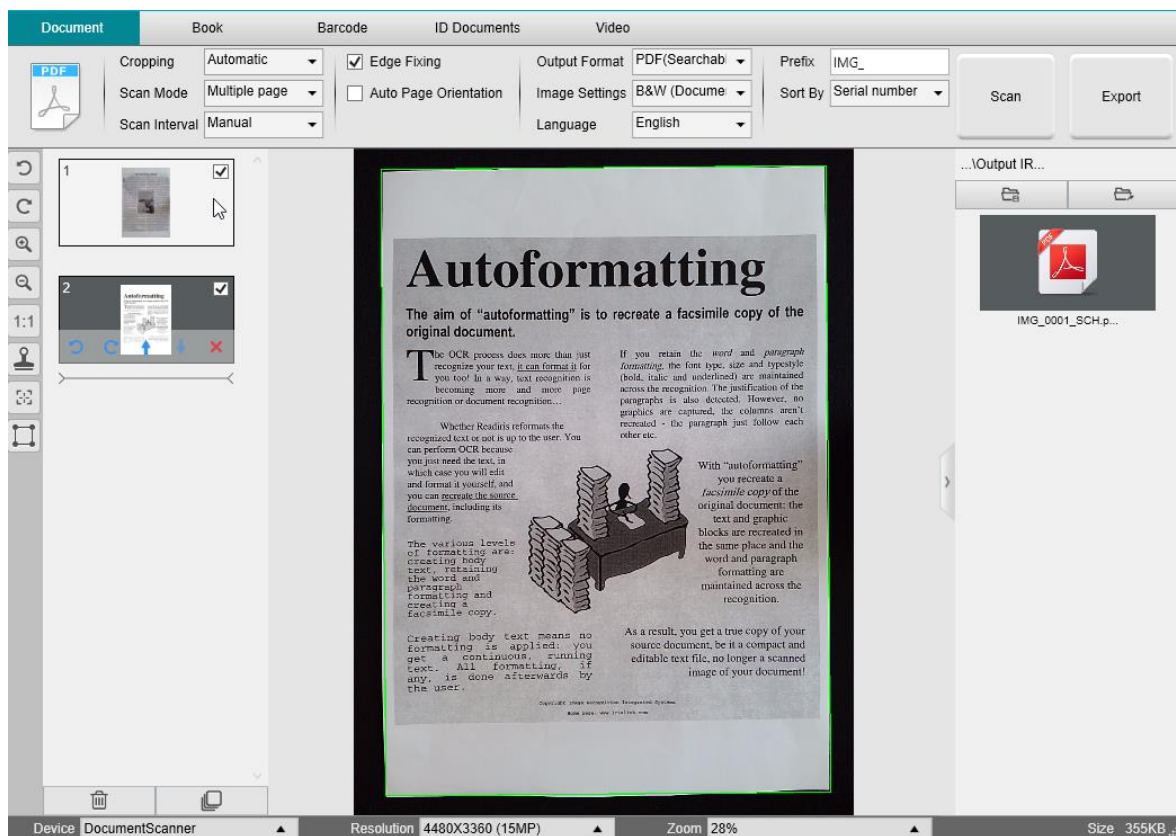 Document Book Barcode ID Documents Video
PDF
Cropping Automatic
Scan Mode Multiple page
Scan Interval Manual
Edge Fixing
Auto Page Orientation
Output Format PDF(Searchabl
Image Settings B&W (Docume
Language English
Prefix IMG_
Sort By Serial number
Scan
Export
1
2
1:1
Autoformatting
The aim of “autoformatting” is to recreate a facsimile copy of the
original document.
The OCR process does more than just
recognize your text, it can format it for
you too! In a way, text recognition is
becoming more and more page
recognition or document recognition…
Whether Readiris reformats the
recognized text or not is up to the user. You
can perform OCR because
you just need the text, in
which case you will edit
and format it yourself, and
you can recreate the source
document, including its
formatting.
The various levels
of formatting are:
creating body
text, retaining
the word and
paragraph
formatting and
creating a
facsimile copy.
Creating body text means no
formatting is applied: you
get a continuous, running
text. All formatting, if
any, is done afterwards by
the user.
If you retain the word and paragraph
formatting, the font type, size and typestyle
(bold, italic and underlined) are maintained
across the recognition. The justification of the
paragraphs is also detected. However, no
graphics are captured, the columns aren't
recreated - the paragraph just follow each
other etc.
With “autoformatting”
you recreate a
facsimile copy of the
original document: the
text and graphic
blocks are recreated in
the same place and the
word and paragraph
formatting are
maintained across the
recognition.
As a result, you get a true copy of your
source document, be it a compact and
editable text file, no longer a scanned
image of your document!
Copyright Image Recognition Integrated Systems
Home page: www.irislink.com
...\Output IR...
PDF
IMG_0001_SCH.p...
Device DocumentScanner Resolution 4480X3360 (15MP) Zoom 28% Size 355KB